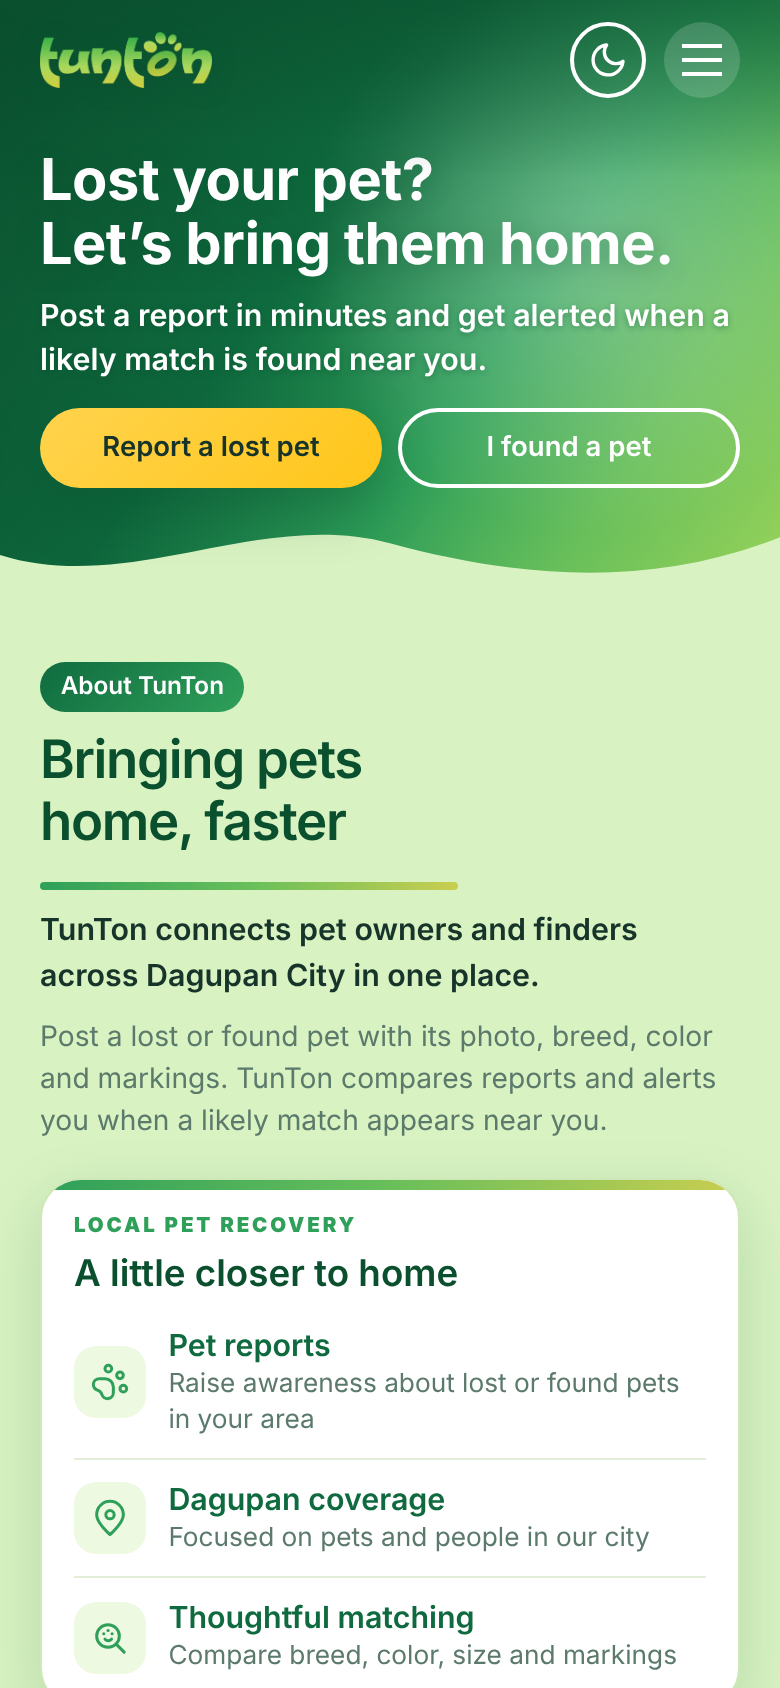 tunton
Lost your pet?
Let’s bring them home.
Post a report in minutes and get alerted when a
likely match is found near you.
Report a lost pet
I found a pet
About TunTon
Bringing pets
home, faster
TunTon connects pet owners and finders
across Dagupan City in one place.
Post a lost or found pet with its photo, breed, color
and markings. TunTon compares reports and alerts
you when a likely match appears near you.
LOCAL PET RECOVERY
A little closer to home
Pet reports
Raise awareness about lost or found pets
in your area
Dagupan coverage
Focused on pets and people in our city
Thoughtful matching
Compare breed, color, size and markings